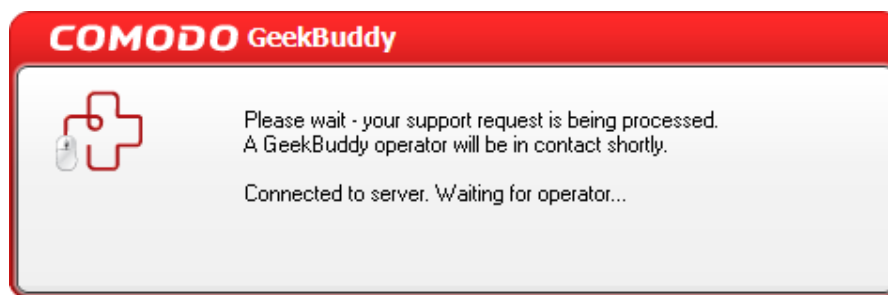 COMODO GeekBuddy
Please wait - your support request is being processed.
A GeekBuddy operator will be in contact shortly.
Connected to server. Waiting for operator...